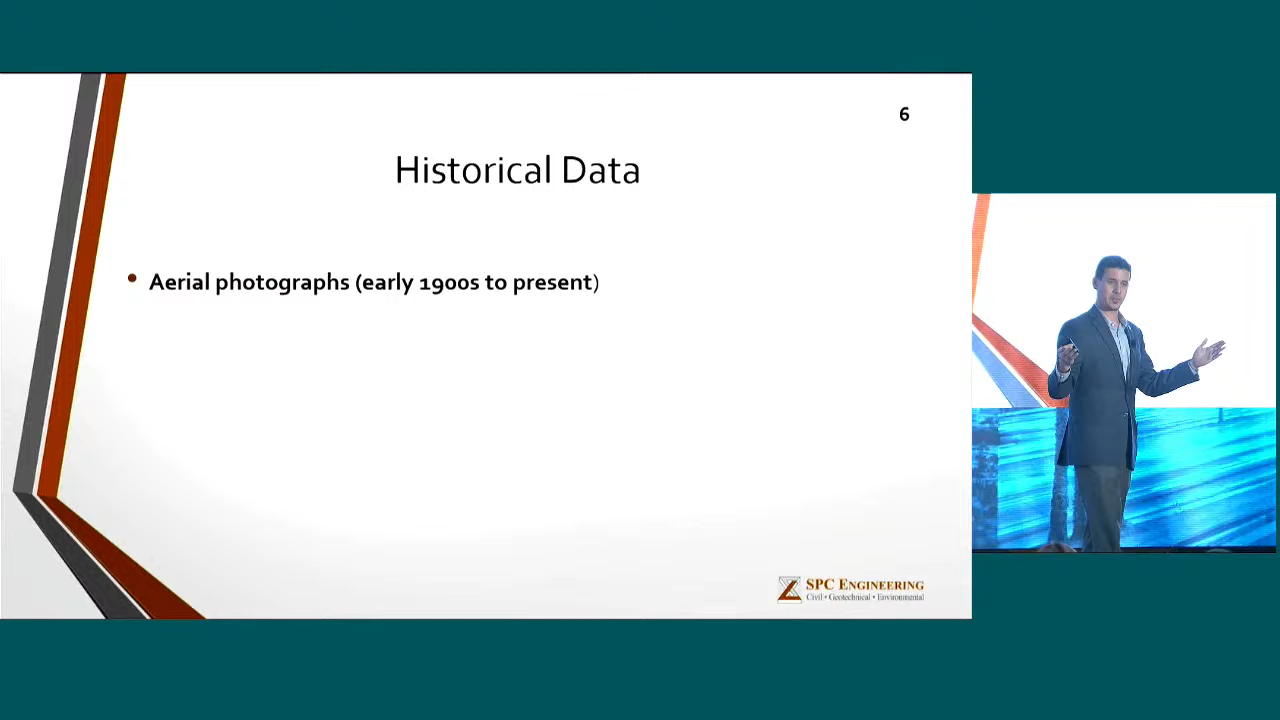 6
Historical Data
• Aerial photographs (early 1900s to present)
SPC ENGINEERING
Civil • Geotechnical • Environmental